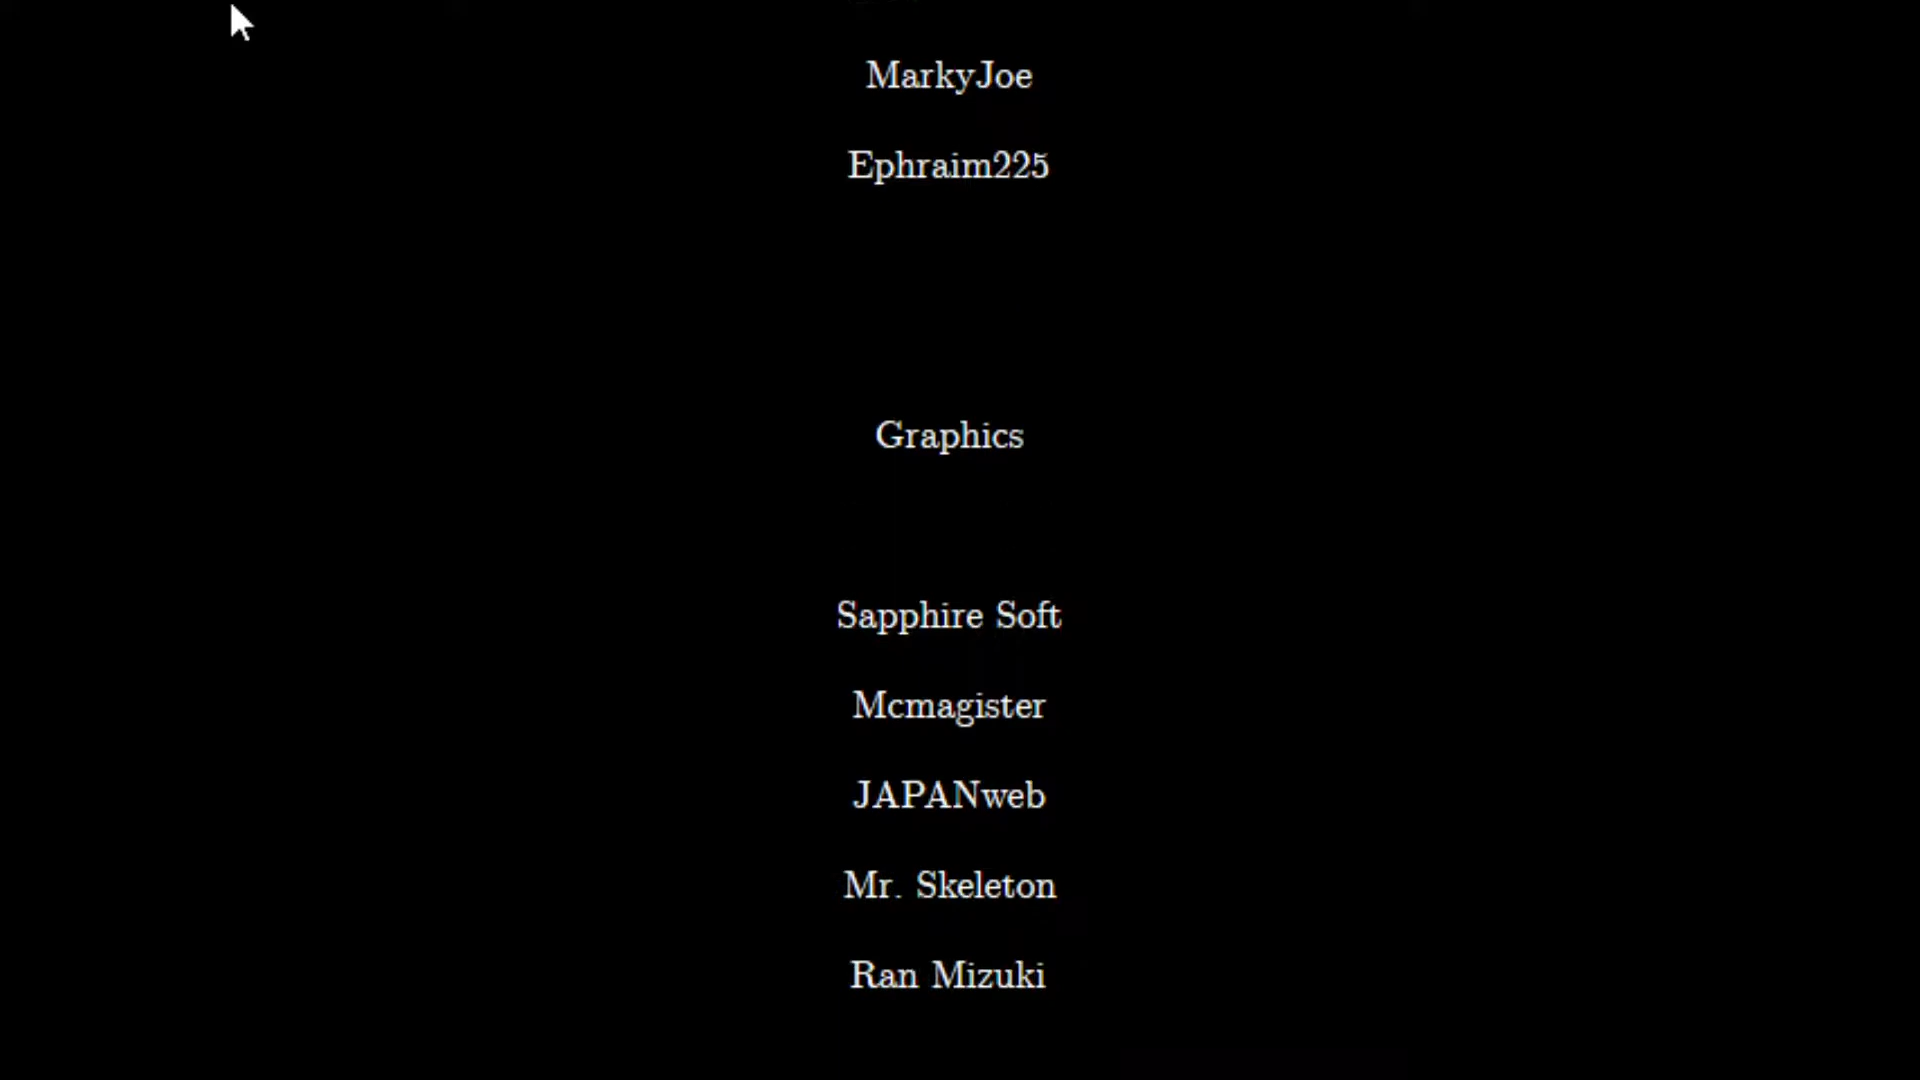 MarkyJoe
Ephraim225
Graphics
Sapphire Soft
Mcmagister
JAPANweb
Mr. Skeleton
Ran Mizuki